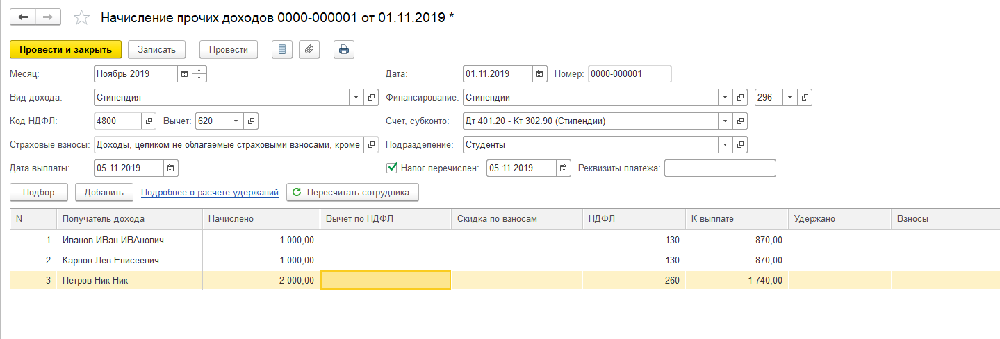 Начисление прочих доходов 0000-000001 от 01.11.2019 *
Провести и закрыть Записать Провести
Месяц: Ноябрь 2019 Дата: 01.11.2019 Номер: 0000-000001
Вид дохода: Стипендия Финансирование: Стипендии 296
Код НДФЛ: 4800 Вычет: 620 Счет, субконто: Дт 401.20 - Кт 302.90 (Стипендии)
Страховые взносы: Доходы, целиком не облагаемые страховыми взносами, кроме Подразделение: Студенты
Дата выплаты: 05.11.2019 Налог перечислен: 05.11.2019 Реквизиты платежа:
Подбор Добавить Подробнее о расчете удержаний Пересчитать сотрудника
N Получатель дохода Начислено Вычет по НДФЛ Скидка по взносам НДФЛ К выплате Удержано Взносы
1 Иванов ИВан ИВАнович 1 000,00 130 870,00
2 Карпов Лев Елисеевич 1 000,00 130 870,00
3 Петров Ник Ник 2 000,00 260 1 740,00